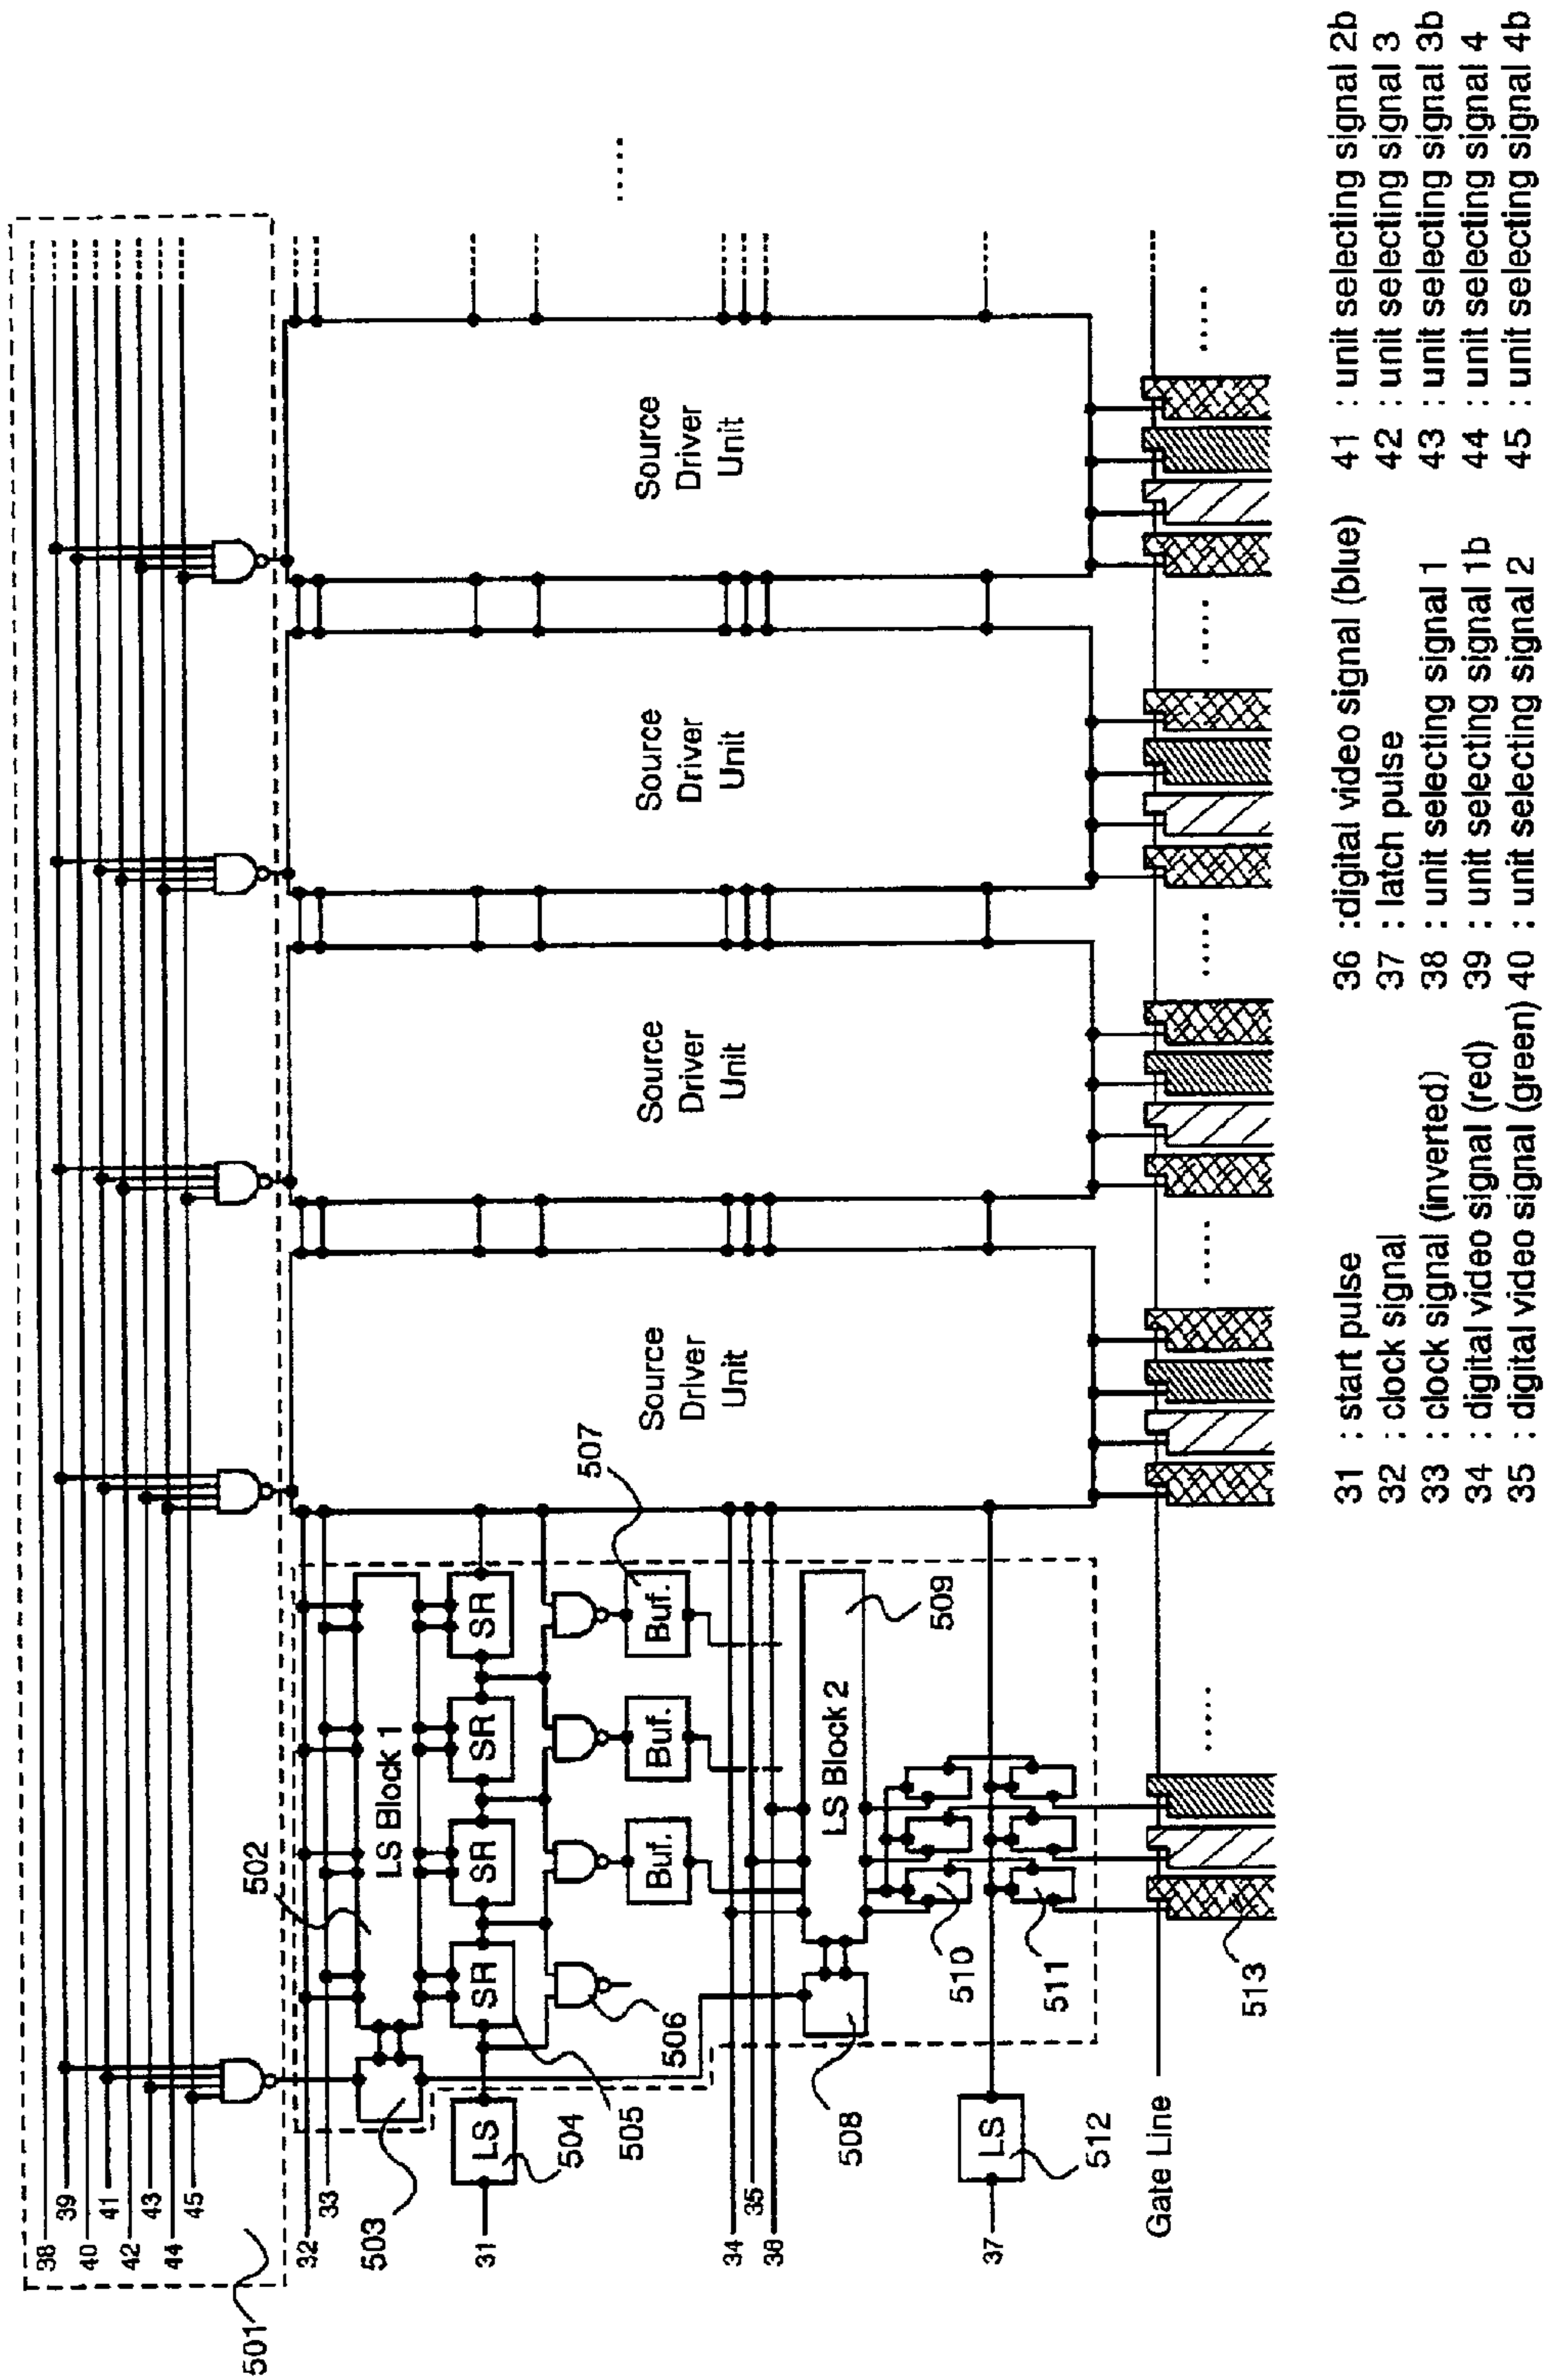 501
38
39
40
41
42
43
44
45
32
33
503
502
LS Block 1
31
LS
504
SR
SR
SR
SR
505
506
Buf.
Buf.
Buf.
507
34
35
38
508
LS Block 2
509
510
511
37
LS
512
Gate Line
513
.....
Source
Driver
Unit
.....
Source
Driver
Unit
.....
Source
Driver
Unit
.....
Source
Driver
Unit
.....
.....
31 : start pulse
32 : clock signal
33 : clock signal (inverted)
34 : digital video signal (red)
35 : digital video signal (green)
36 :digital video signal (blue)
37 : latch pulse
38 : unit selecting signal 1
39 : unit selecting signal 1b
40 : unit selecting signal 2
41 : unit selecting signal 2b
42 : unit selecting signal 3
43 : unit selecting signal 3b
44 : unit selecting signal 4
45 : unit selecting signal 4b